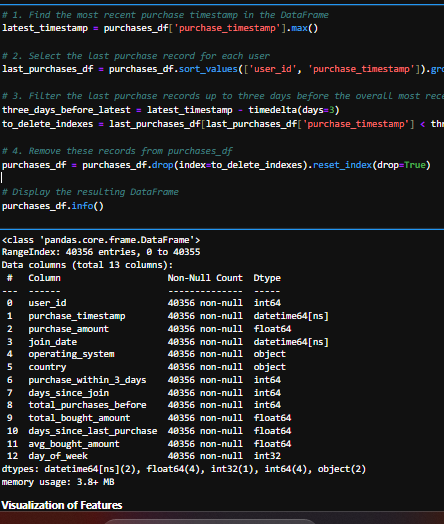 # 1. Find the most recent purchase timestamp in the DataFrame
latest_timestamp = purchases_df['purchase_timestamp'].max()
# 2. Select the last purchase record for each user
last_purchases_df = purchases_df.sort_values(['user_id', 'purchase_timestamp']).gro
# 3. Filter the last purchase records up to three days before the overall most rece
three_days_before_latest = latest_timestamp - timedelta(days=3)
to_delete_indexes = last_purchases_df[last_purchases_df['purchase_timestamp'] < thr
# 4. Remove these records from purchases_df
purchases_df = purchases_df.drop(index=to_delete_indexes).reset_index(drop=True)
# Display the resulting DataFrame
purchases_df.info()
<class 'pandas.core.frame.DataFrame'>
RangeIndex: 40356 entries, 0 to 40355
Data columns (total 13 columns):
 #   Column                   Non-Null Count  Dtype
---  ------                   --------------  -----
 0   user_id                  40356 non-null  int64
 1   purchase_timestamp       40356 non-null  datetime64[ns]
 2   purchase_amount          40356 non-null  float64
 3   join_date                40356 non-null  datetime64[ns]
 4   operating_system         40356 non-null  object
 5   country                  40356 non-null  object
 6   purchase_within_3_days   40356 non-null  int64
 7   days_since_join          40356 non-null  int64
 8   total_purchases_before   40356 non-null  int64
 9   total_bought_amount      40356 non-null  float64
 10  days_since_last_purchase 40356 non-null  float64
 11  avg_bought_amount        40356 non-null  float64
 12  day_of_week              40356 non-null  int32
dtypes: datetime64[ns](2), float64(4), int32(1), int64(4), object(2)
memory usage: 3.8+ MB
Visualization of Features